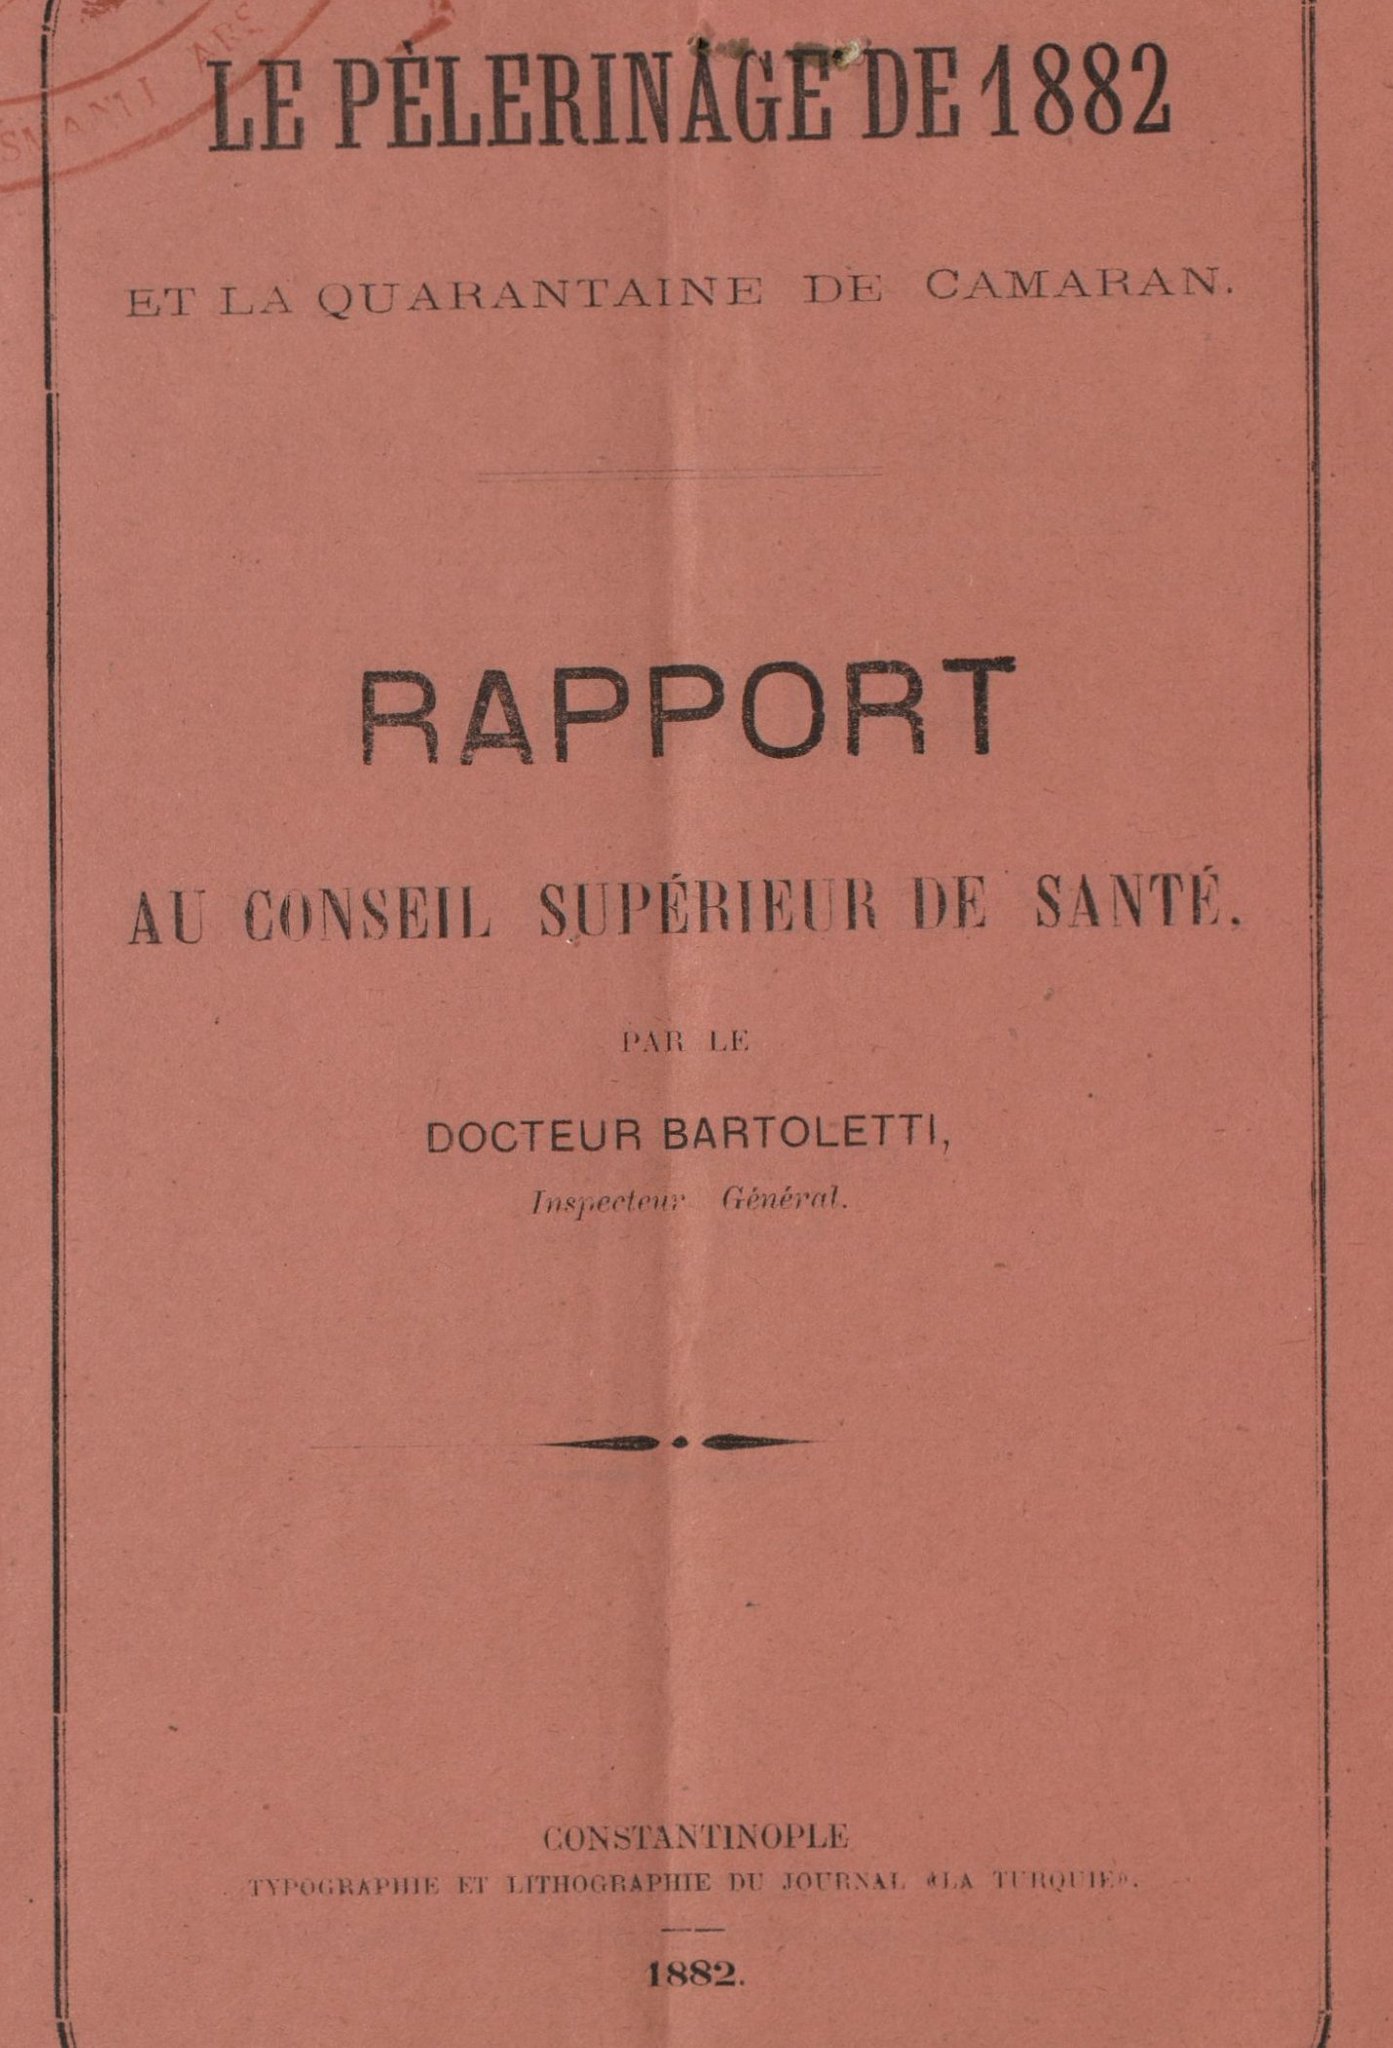 LE PÈLERINAGE DE 1882
ET LA QUARANTAINE DE CAMARAN.
RAPPORT
AU CONSEIL SUPÉRIEUR DE SANTÉ,
PAR LE
DOCTEUR BARTOLETTI,
Inspecteur Général.
CONSTANTINOPLE
TYPOGRAPHIE ET LITHOGRAPHIE DU JOURNAL «LA TURQUIE».
1882.